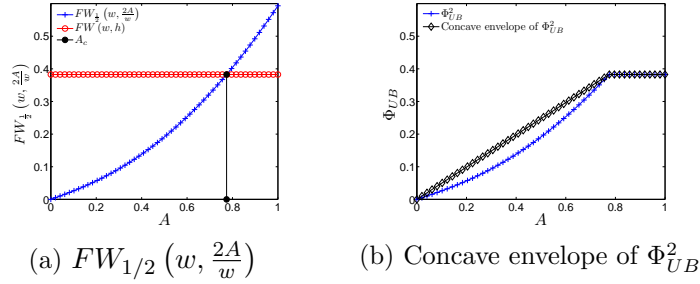 FW_{1/2} (w, 2A/w)
FW (w, h)
A_c
0 0.1 0.2 0.3 0.4 0.5
FW_{1/2} (w, 2A/w)
0 0.2 0.4 0.6 0.8 1
A
(a) FW_{1/2} (w, 2A/w)
Φ²_{UB}
Concave envelope of Φ²_{UB}
0 0.1 0.2 0.3 0.4 0.5
Φ_{UB}
0 0.2 0.4 0.6 0.8 1
A
(b) Concave envelope of Φ²_{UB}